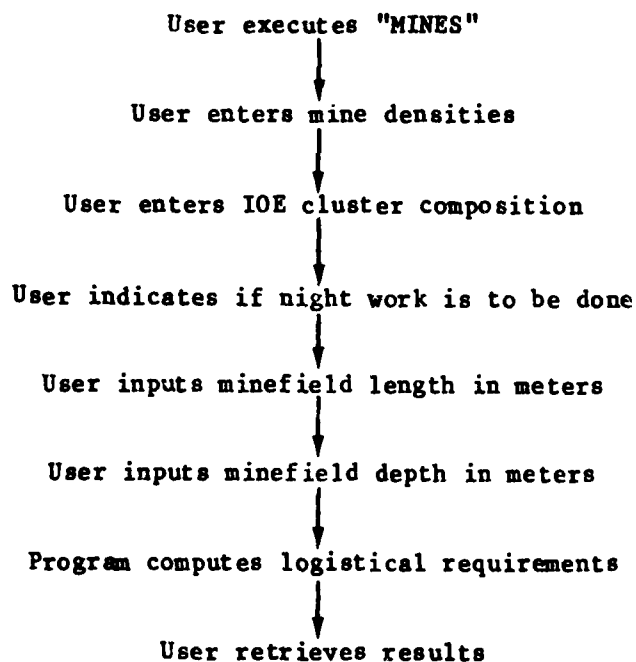 User executes "MINES"
User enters mine densities
User enters IOE cluster composition
User indicates if night work is to be done
User inputs minefield length in meters
User inputs minefield depth in meters
Program computes logistical requirements
User retrieves results